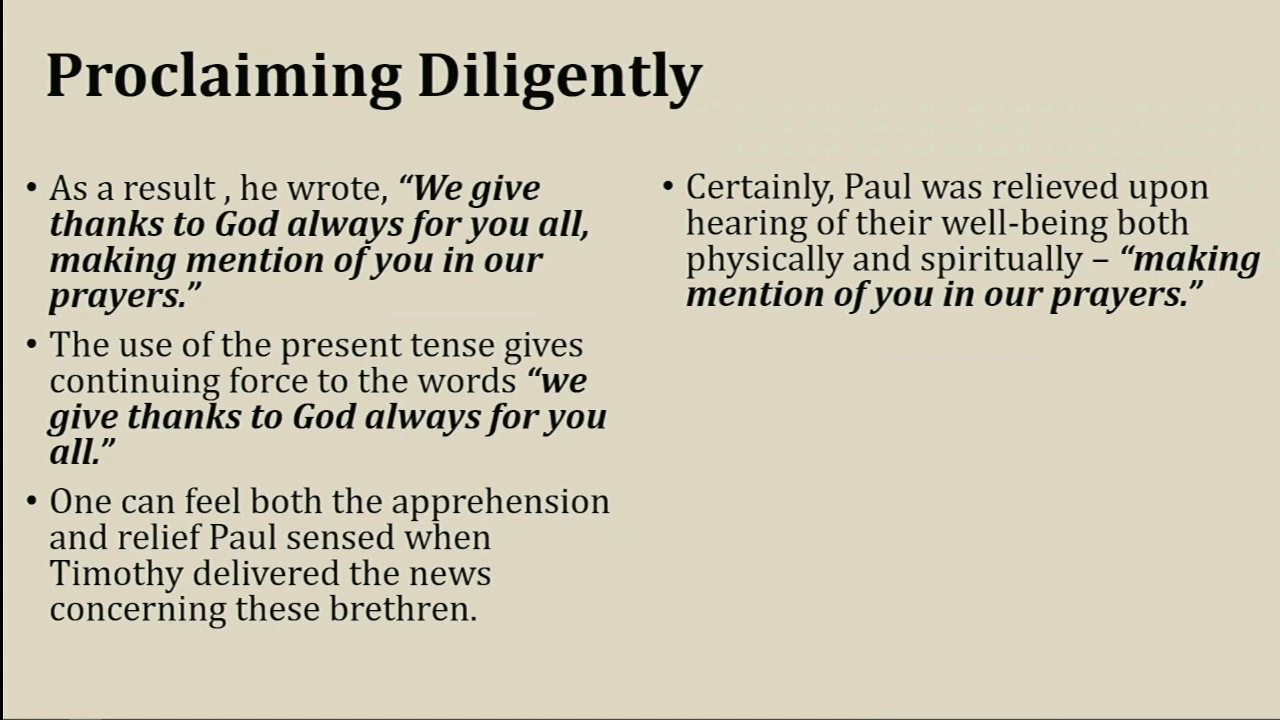 Proclaiming Diligently
• As a result , he wrote, “We give
thanks to God always for you all,
making mention of you in our
prayers.”
• The use of the present tense gives
continuing force to the words “we
give thanks to God always for you
all.”
• One can feel both the apprehension
and relief Paul sensed when
Timothy delivered the news
concerning these brethren.
• Certainly, Paul was relieved upon
hearing of their well-being both
physically and spiritually – “making
mention of you in our prayers.”